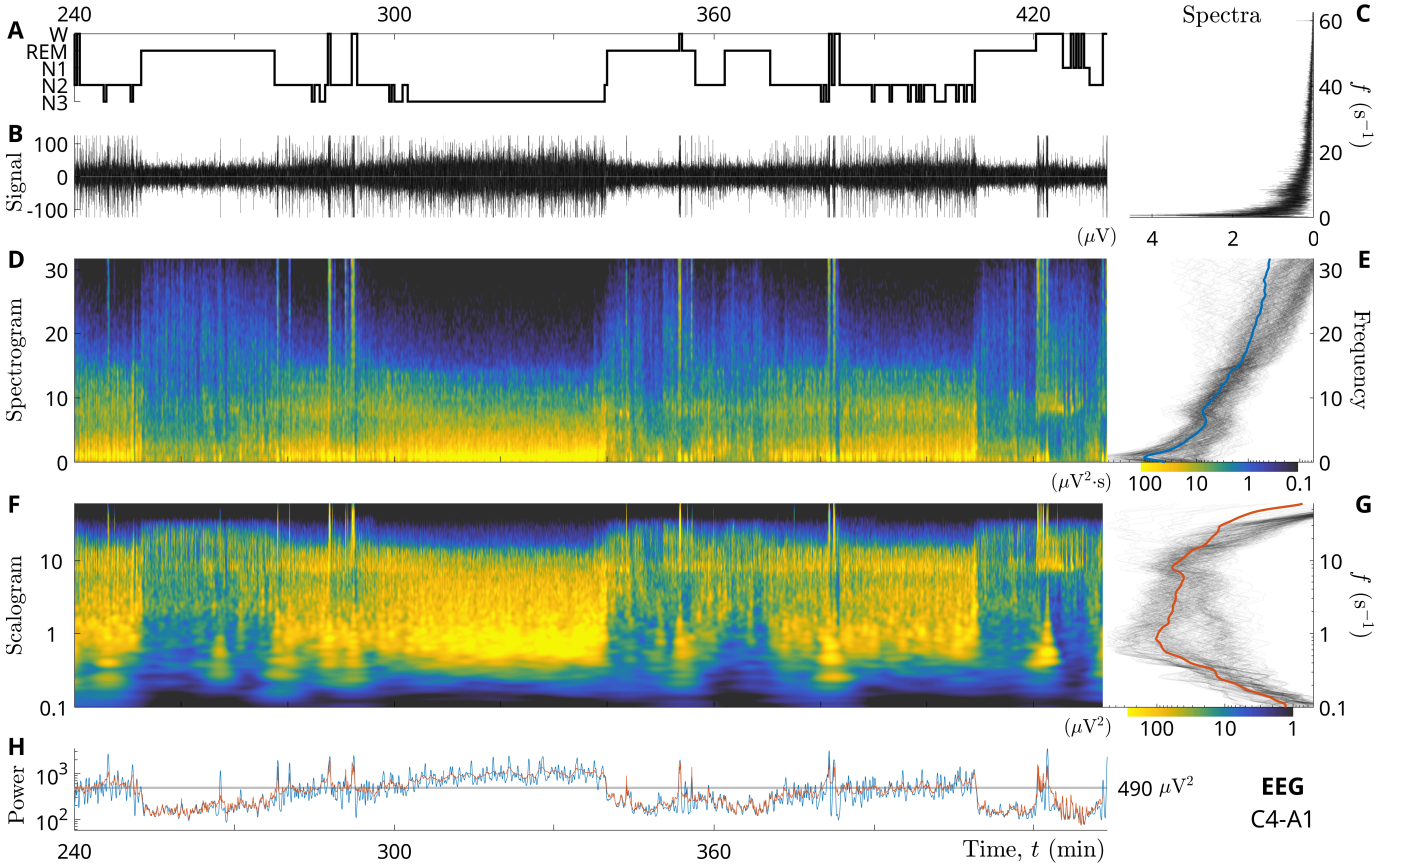 240 300 360 420 Spectra
A W
REM
N1
N2
N3
C 60
40
20
0
f (s⁻¹)
4 2 0
B 100
0
-100
Signal
(μV)
D 30
20
10
0
Spectrogram
(μV²·s)
E 30
20
10
0
Frequency
100 10 1 0.1
F 10
1
0.1
Scalogram
(μV²)
G 10
1
0.1
f (s⁻¹)
100 10 1
H 10³
10²
Power
490 μV²
EEG
C4-A1
240 300 360 Time, t (min)